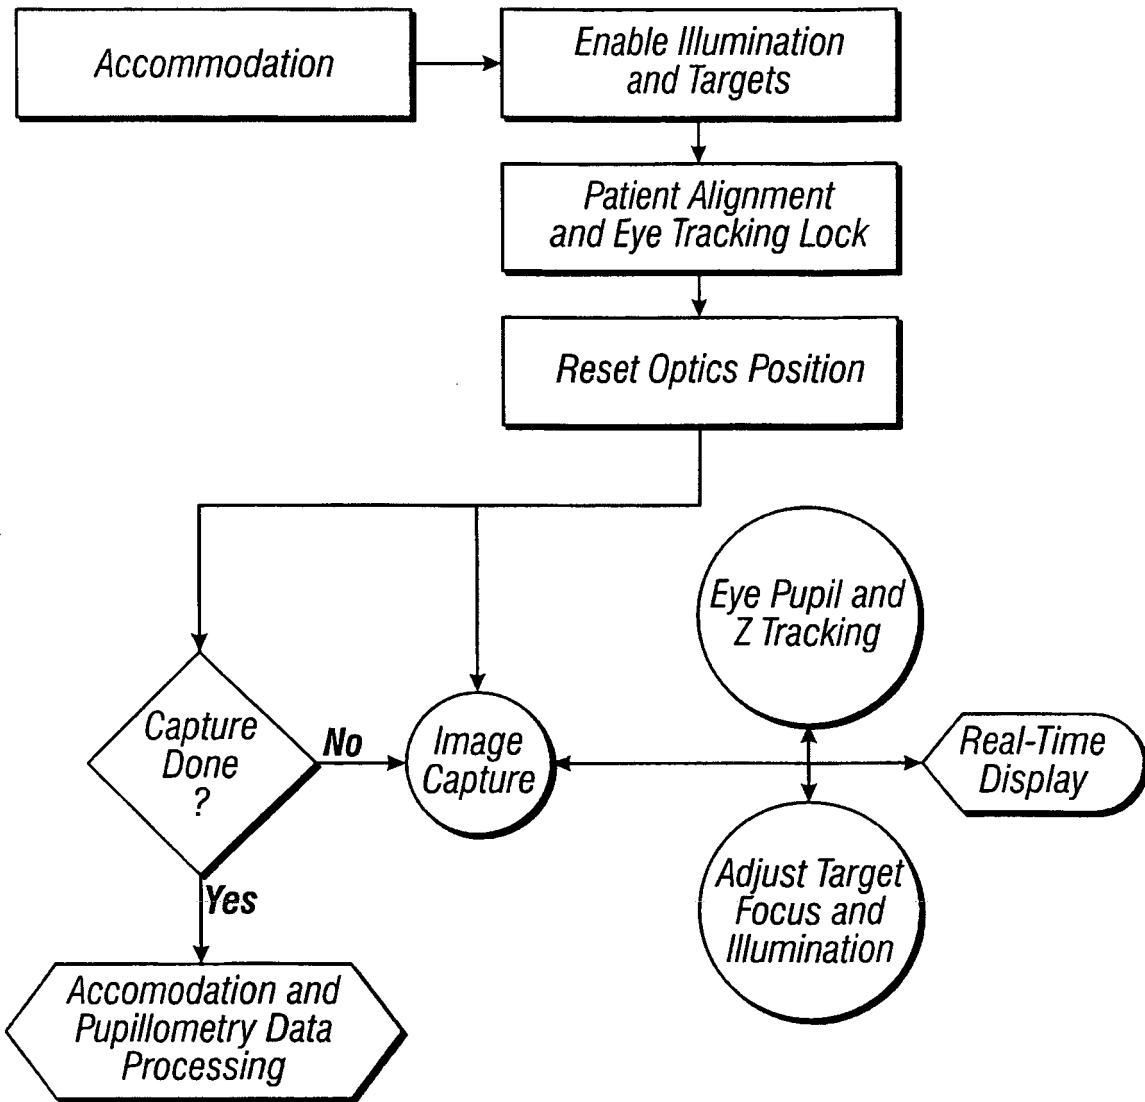 Accommodation
Enable Illumination
and Targets
Patient Alignment
and Eye Tracking Lock
Reset Optics Position
Eye Pupil and
Z Tracking
Capture
Done
?
No
Image
Capture
Real-Time
Display
Yes
Adjust Target
Focus and
Illumination
Accomodation and
Pupillometry Data
Processing